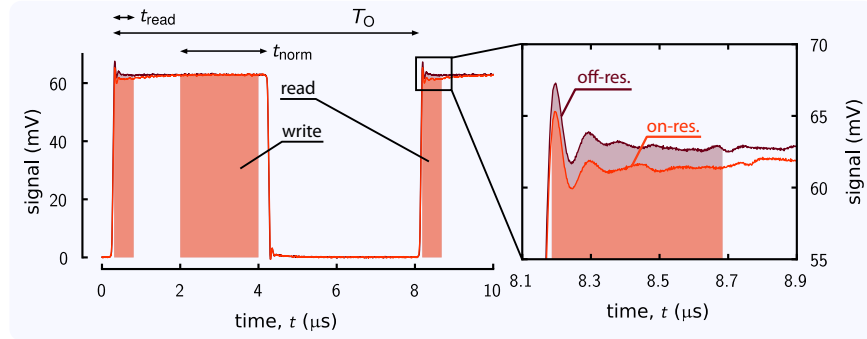 t_read
T_O
t_norm
signal (mV)
60
40
20
0
read
write
0
2
4
6
8
10
time, t (μs)
off-res.
on-res.
70
65
60
55
signal (mV)
8.1
8.3
8.5
8.7
8.9
time, t (μs)